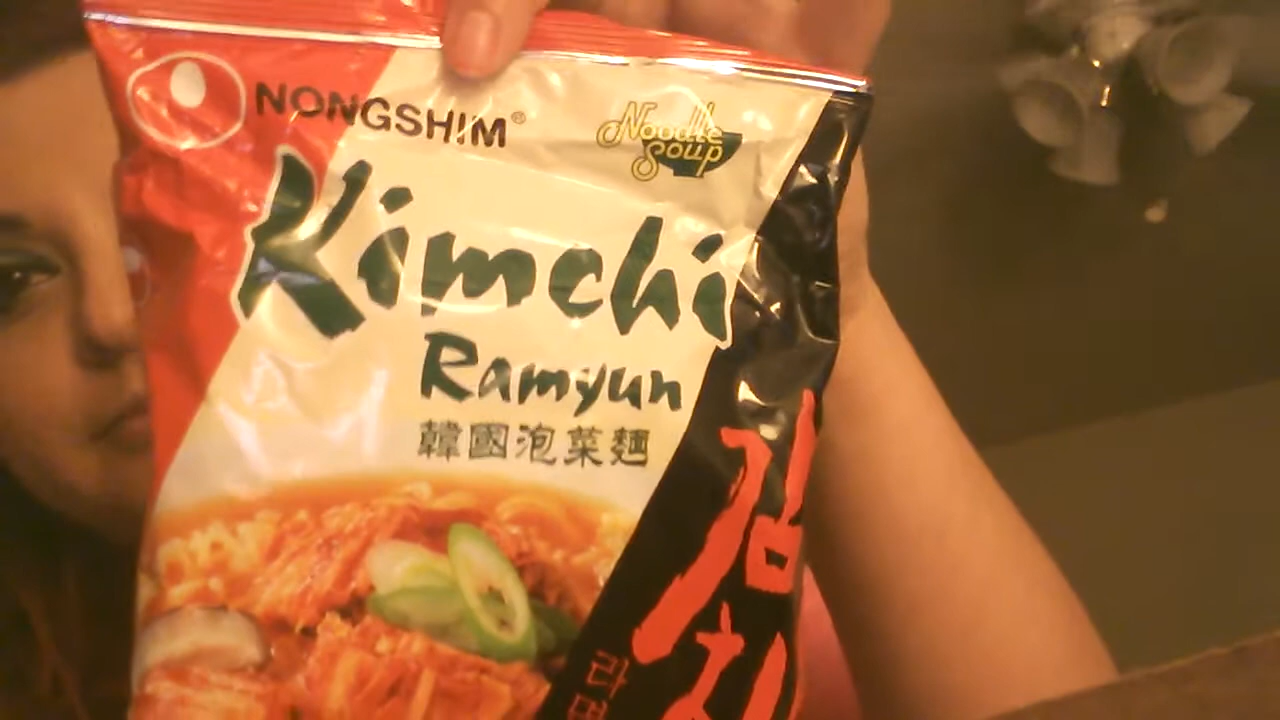 NONGSHIM®
Noodle
Soup
Kimchi
Ramyun
韓國泡菜麵
김치